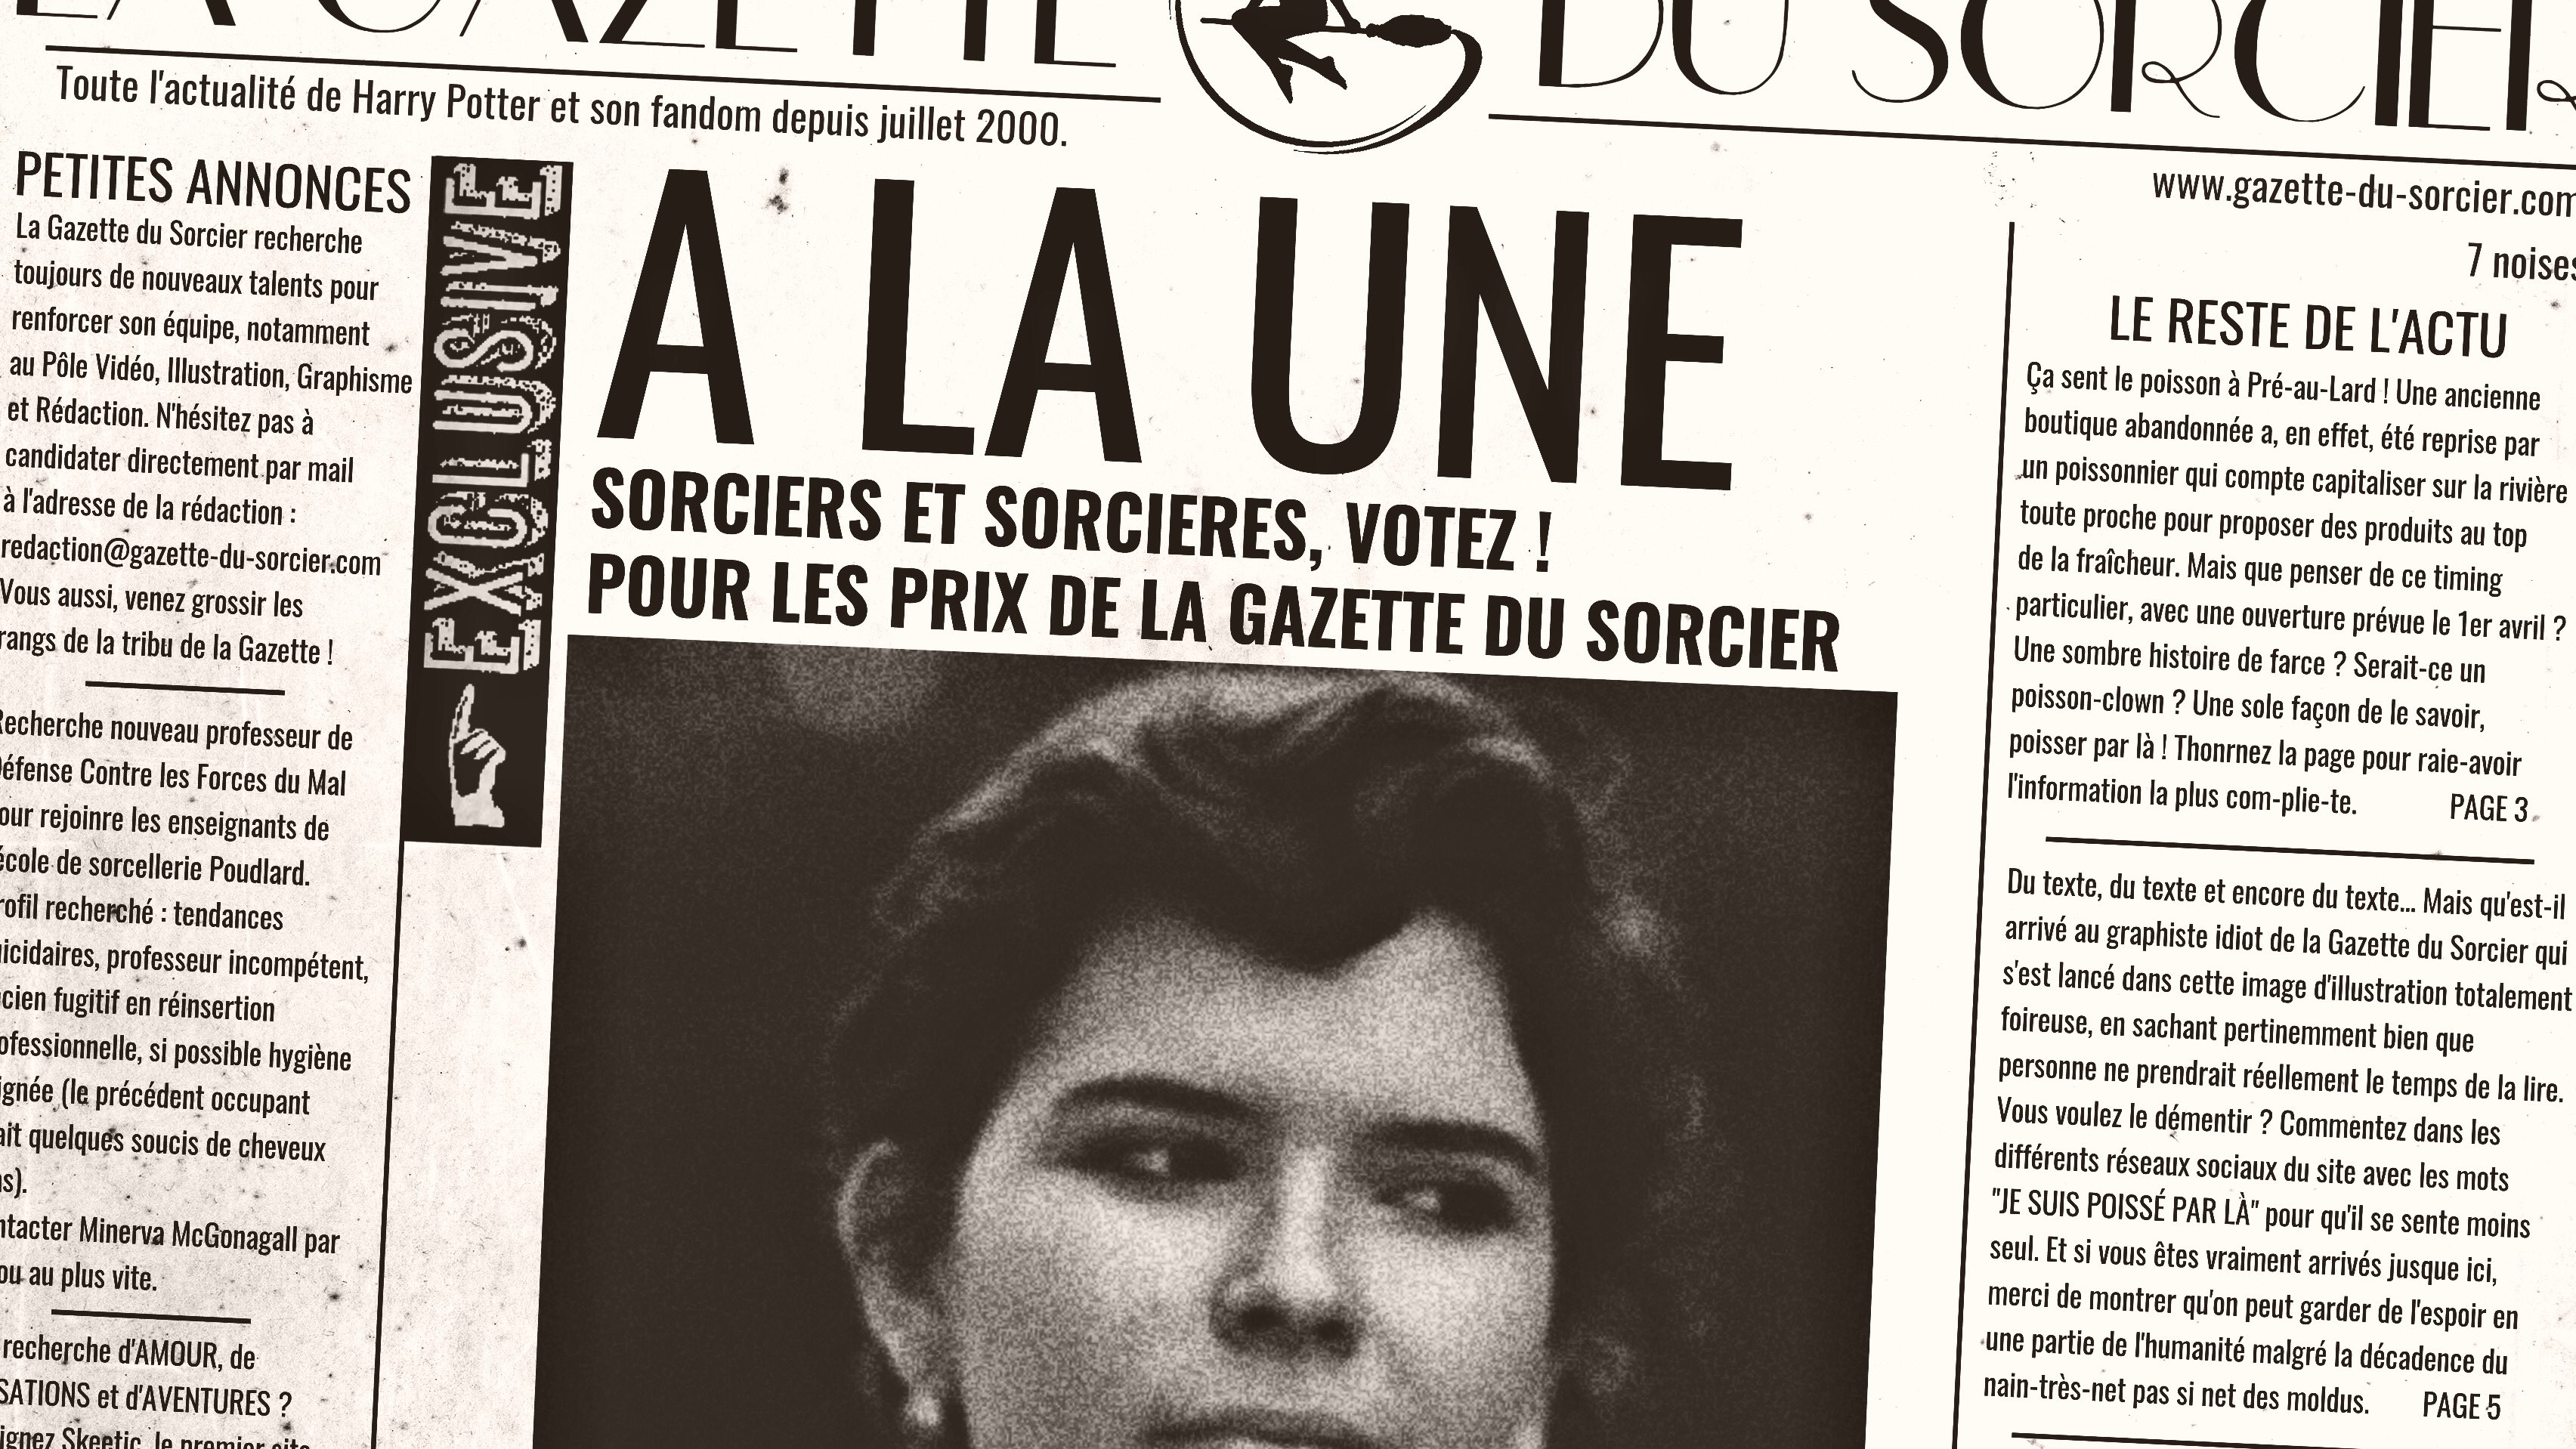 LA GAZETTE DU SORCIER
Toute l'actualité de Harry Potter et son fandom depuis juillet 2000.
www.gazette-du-sorcier.com
7 noises
PETITES ANNONCES
La Gazette du Sorcier recherche
toujours de nouveaux talents pour
renforcer son équipe, notamment
au Pôle Vidéo, Illustration, Graphisme
et Rédaction. N'hésitez pas à
candidater directement par mail
à l'adresse de la rédaction :
redaction@gazette-du-sorcier.com
Vous aussi, venez grossir les
rangs de la tribu de la Gazette !
Recherche nouveau professeur de
Défense Contre les Forces du Mal
our rejoinre les enseignants de
école de sorcellerie Poudlard.
rofil recherché : tendances
uicidaires, professeur incompétent,
cien fugitif en réinsertion
ofessionnelle, si possible hygiène
ignée (le précédent occupant
ait quelques soucis de cheveux
s).
ntacter Minerva McGonagall par
ou au plus vite.
recherche d'AMOUR, de
SATIONS et d'AVENTURES ?
ignez Skeetic, le premier site
EXCLUSIVE
A LA UNE
SORCIERS ET SORCIERES, VOTEZ !
POUR LES PRIX DE LA GAZETTE DU SORCIER
LE RESTE DE L'ACTU
Ça sent le poisson à Pré-au-Lard ! Une ancienne
boutique abandonnée a, en effet, été reprise par
un poissonnier qui compte capitaliser sur la rivière
toute proche pour proposer des produits au top
de la fraîcheur. Mais que penser de ce timing
particulier, avec une ouverture prévue le 1er avril ?
Une sombre histoire de farce ? Serait-ce un
poisson-clown ? Une sole façon de le savoir,
poisser par là ! Thonrnez la page pour raie-avoir
l'information la plus com-plie-te. PAGE 3
Du texte, du texte et encore du texte... Mais qu'est-il
arrivé au graphiste idiot de la Gazette du Sorcier qui
s'est lancé dans cette image d'illustration totalement
foireuse, en sachant pertinemment bien que
personne ne prendrait réellement le temps de la lire.
Vous voulez le démentir ? Commentez dans les
différents réseaux sociaux du site avec les mots
"JE SUIS POISSÉ PAR LÀ" pour qu'il se sente moins
seul. Et si vous êtes vraiment arrivés jusque ici,
merci de montrer qu'on peut garder de l'espoir en
une partie de l'humanité malgré la décadence du
nain-très-net pas si net des moldus. PAGE 5